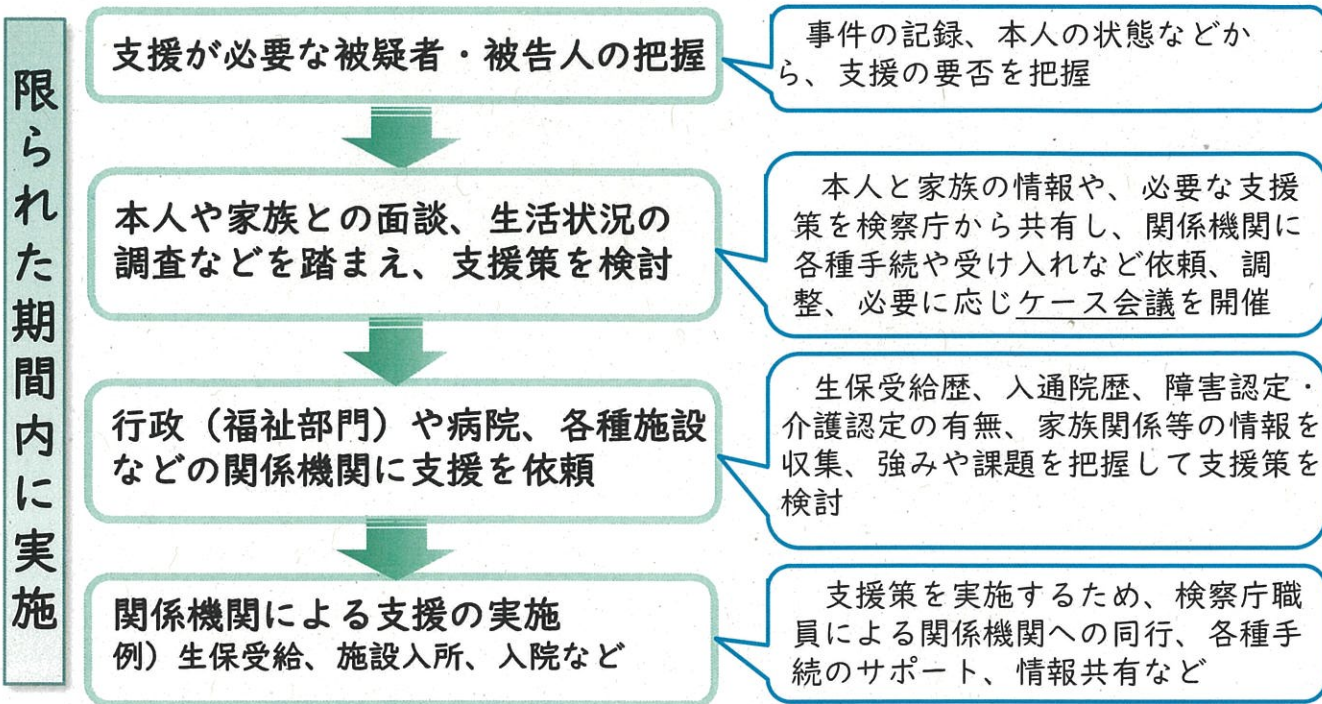 限られた期間内に実施
支援が必要な被疑者・被告人の把握
事件の記録、本人の状態などか
ら、支援の要否を把握
本人や家族との面談、生活状況の
調査などを踏まえ、支援策を検討
本人と家族の情報や、必要な支援
策を検察庁から共有し、関係機関に
各種手続や受け入れなど依頼、調
整、必要に応じケース会議を開催
行政（福祉部門）や病院、各種施設
などの関係機関に支援を依頼
生保受給歴、入通院歴、障害認定・
介護認定の有無、家族関係等の情報を
収集、強みや課題を把握して支援策を
検討
関係機関による支援の実施
例）生保受給、施設入所、入院など
支援策を実施するため、検察庁職
員による関係機関への同行、各種手
続のサポート、情報共有など